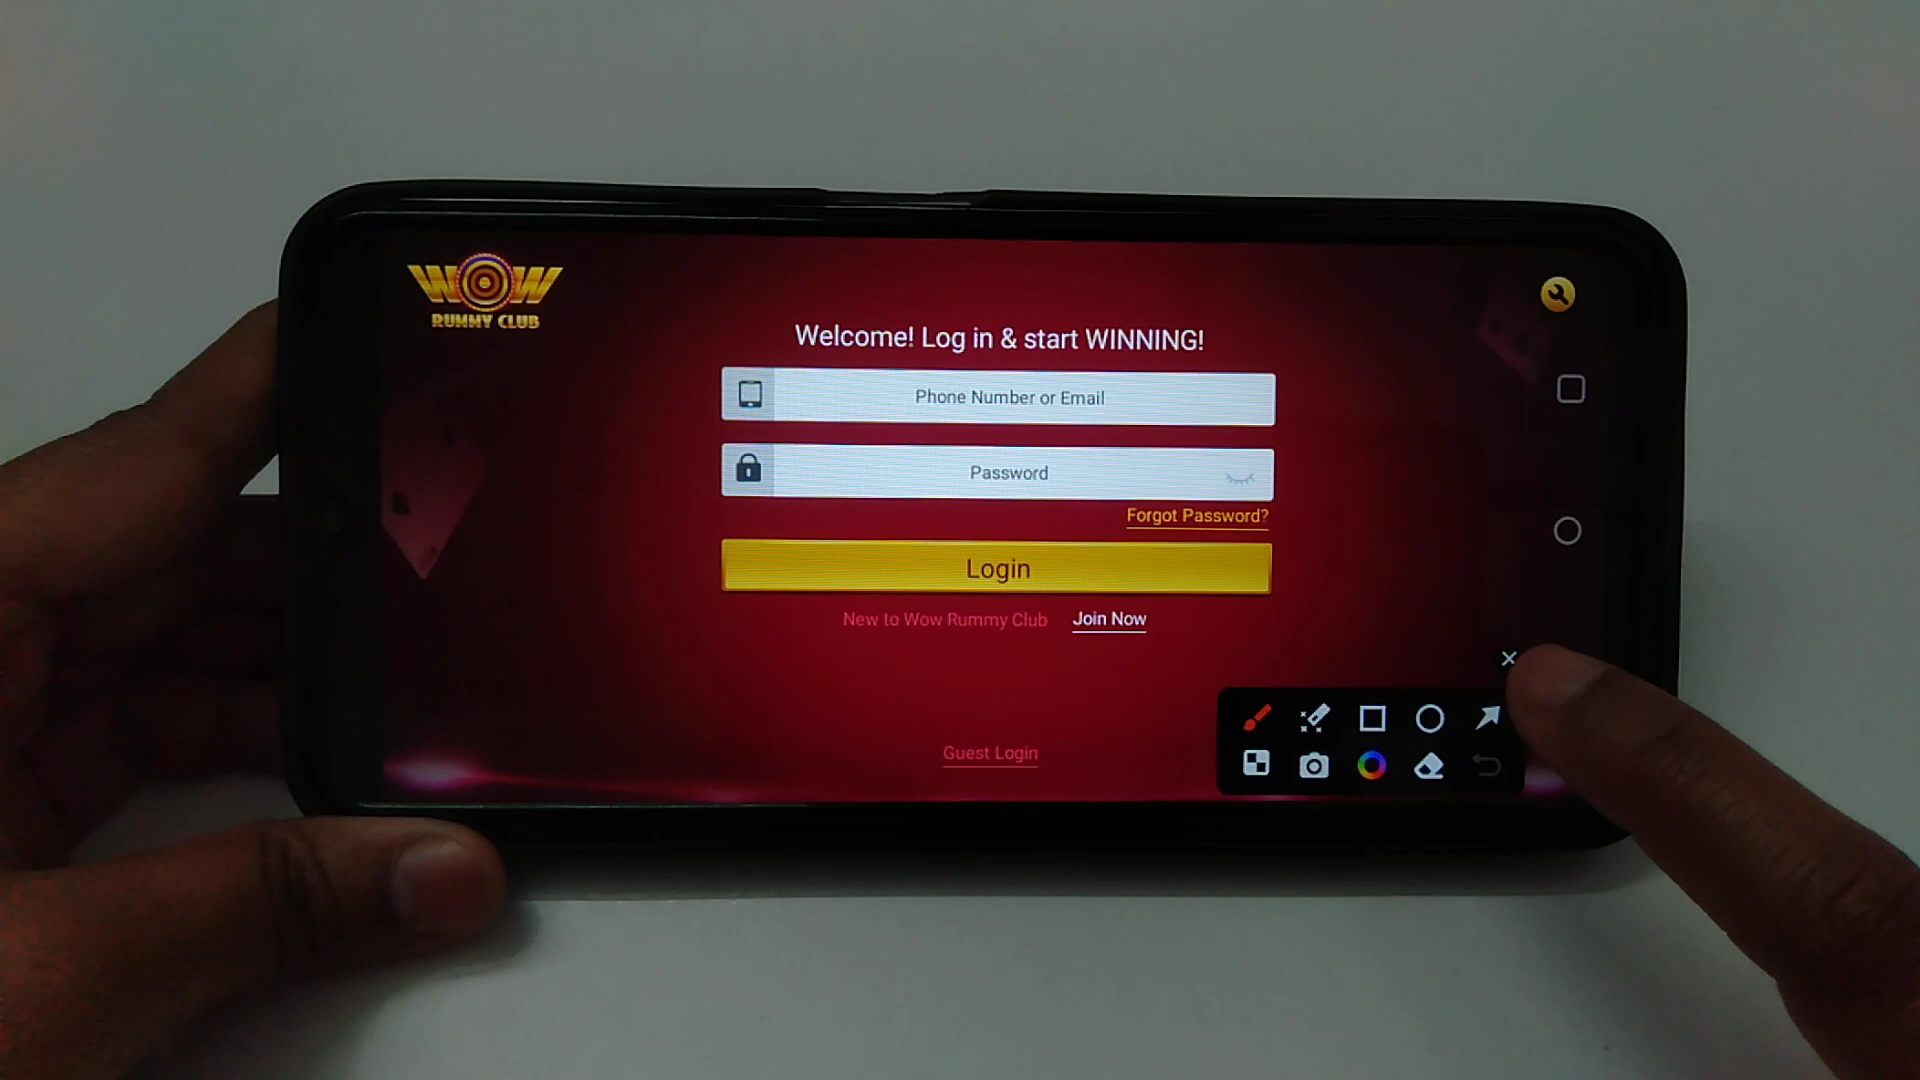 WOW
RUMMY CLUB
Welcome! Log in & start WINNING!
Phone Number or Email
Password
Forgot Password?
Login
New to Wow Rummy Club Join Now
Guest Login